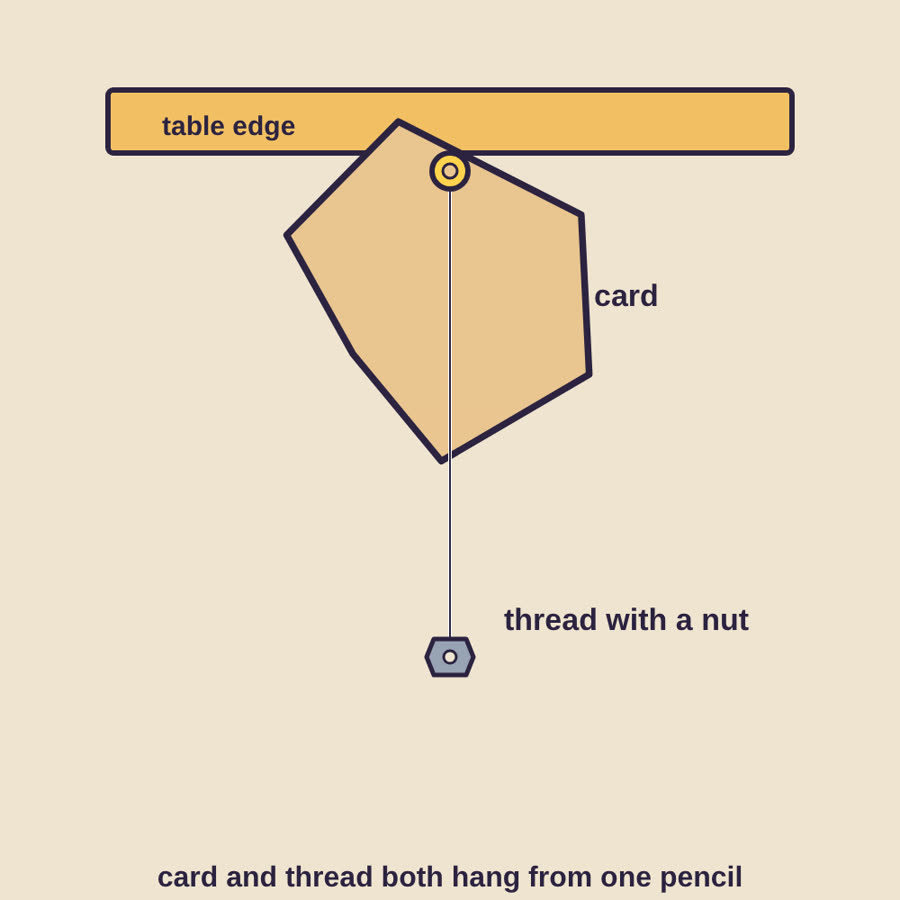 table edge
card
thread with a nut
card and thread both hang from one pencil